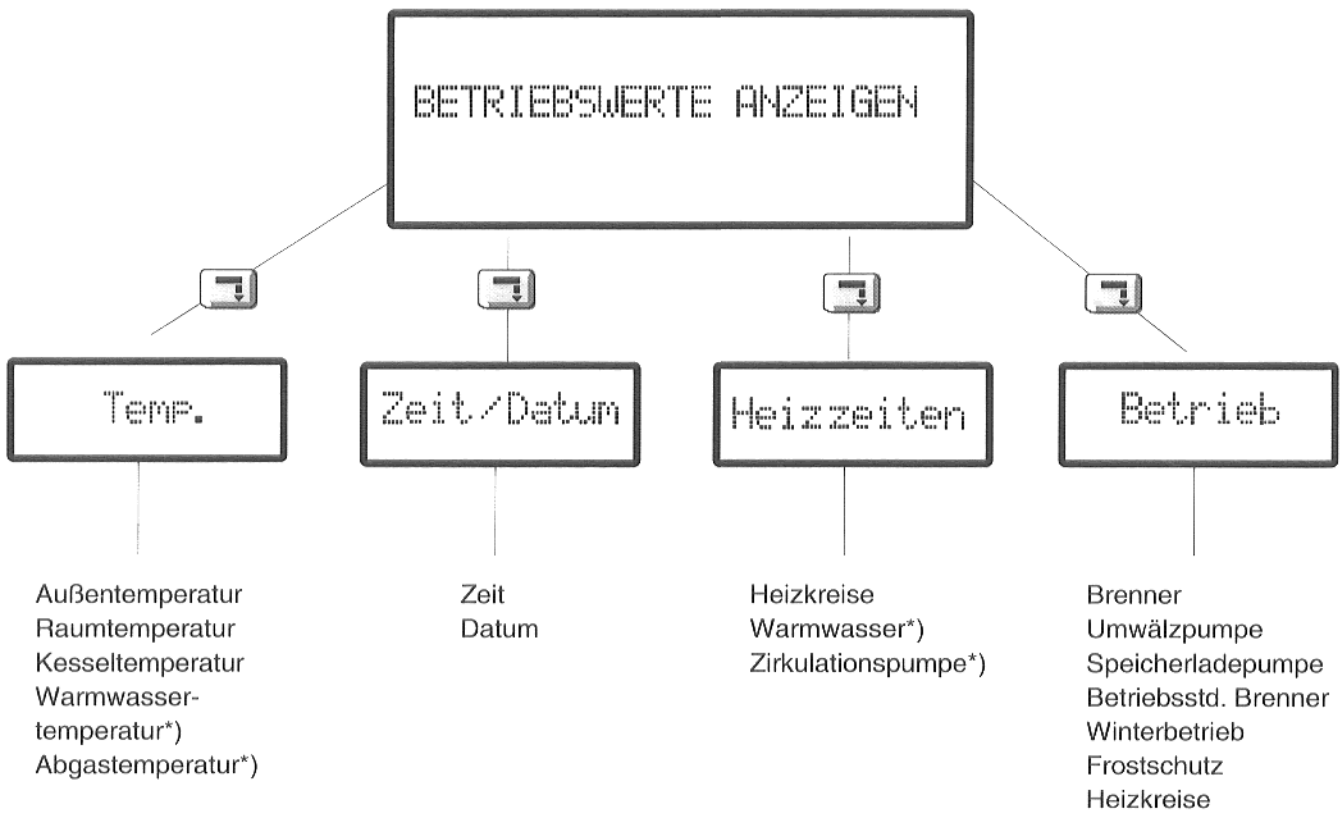 BETRIEBSWERTE ANZEIGEN
Temp.
Zeit/Datum
Heizzeiten
Betrieb
Außentemperatur
Raumtemperatur
Kesseltemperatur
Warmwasser-
temperatur*)
Abgastemperatur*)
Zeit
Datum
Heizkreise
Warmwasser*)
Zirkulationspumpe*)
Brenner
Umwälzpumpe
Speicherladepumpe
Betriebsstd. Brenner
Winterbetrieb
Frostschutz
Heizkreise